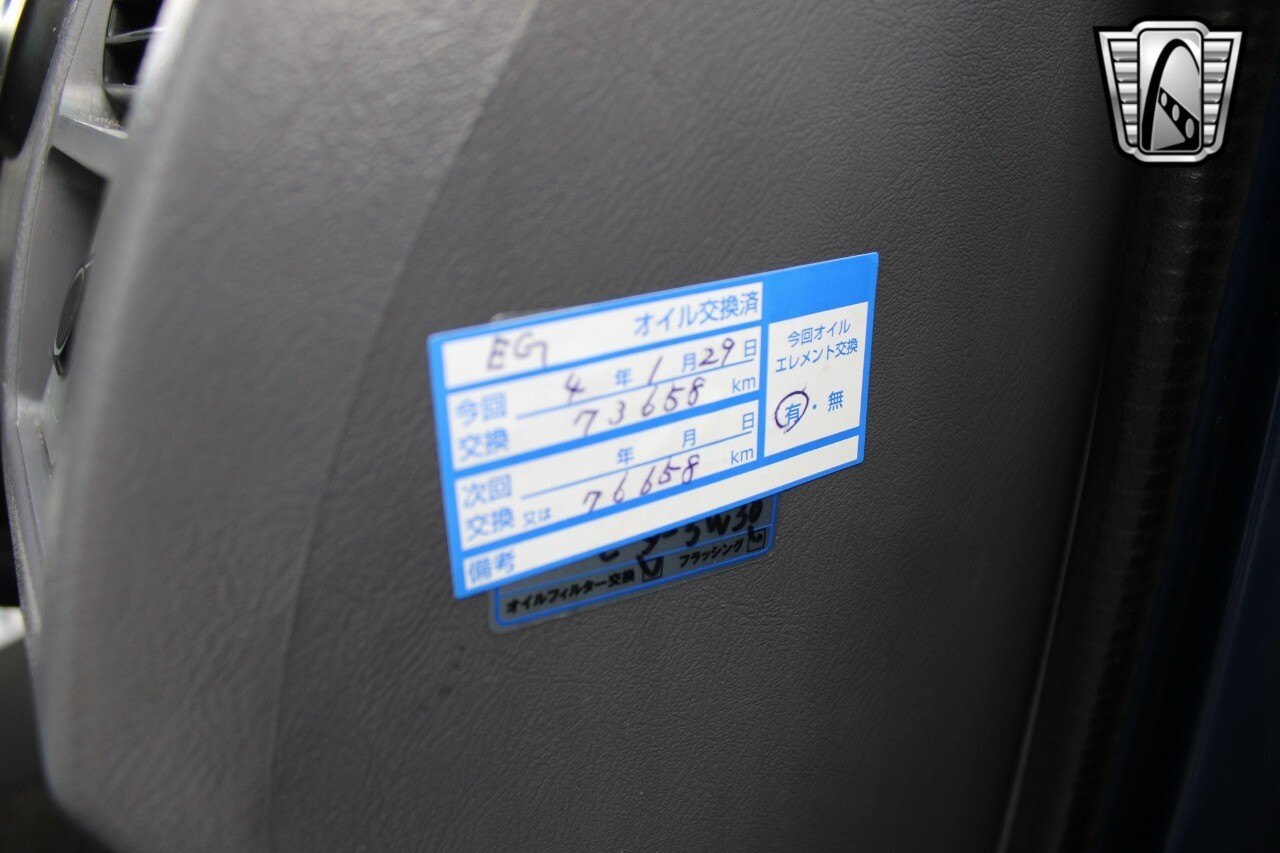 EG オイル交換済
今回交換 4年 1月29日
73658 km
次回交換 年 月 日
又は 76658 km
備考
今回オイル
エレメント交換
有・無
5W30
オイルフィルター交換 フラッシング